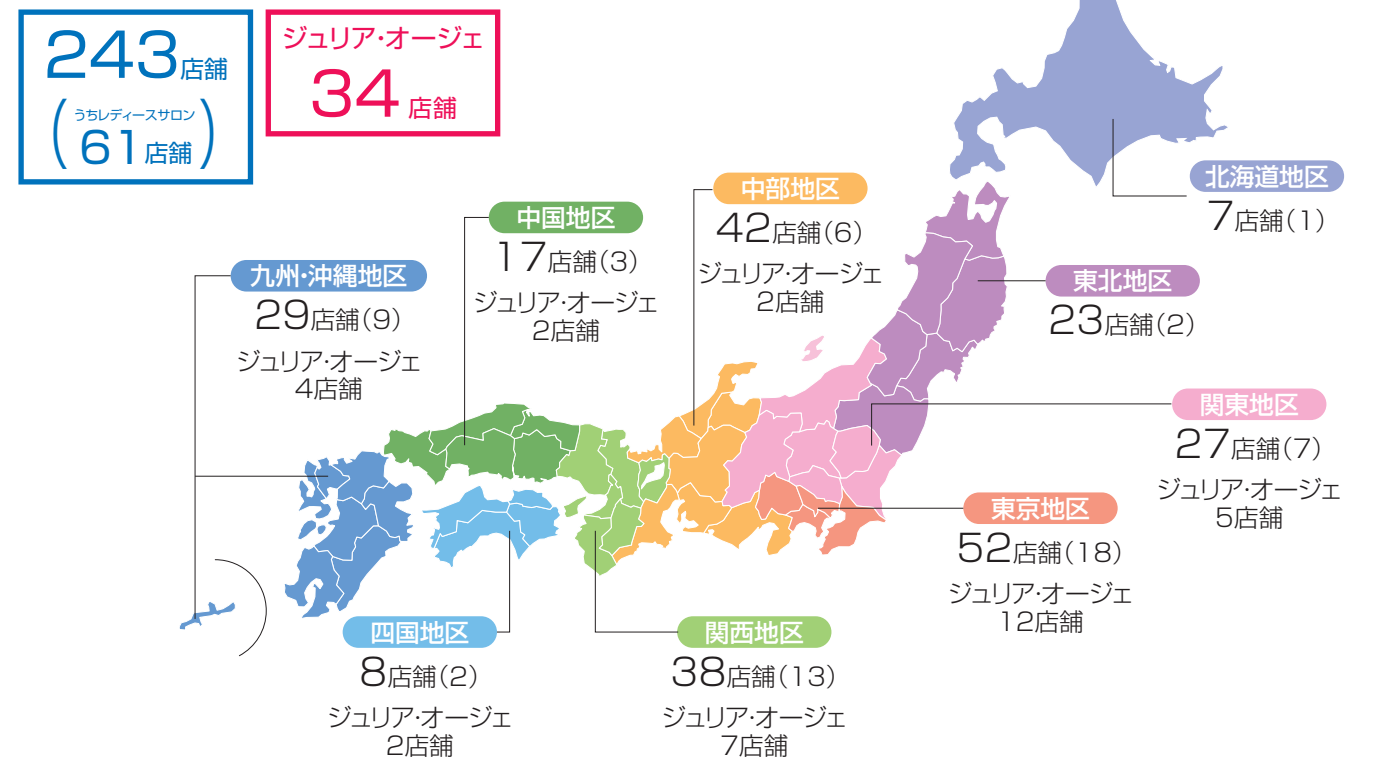 243店舗
(うちレディースサロン
61店舗)
ジュリア・オージェ
34店舗
北海道地区
7店舗(1)
東北地区
23店舗(2)
関東地区
27店舗(7)
ジュリア・オージェ
5店舗
東京地区
52店舗(18)
ジュリア・オージェ
12店舗
中部地区
42店舗(6)
ジュリア・オージェ
2店舗
関西地区
38店舗(13)
ジュリア・オージェ
7店舗
中国地区
17店舗(3)
ジュリア・オージェ
2店舗
四国地区
8店舗(2)
ジュリア・オージェ
2店舗
九州・沖縄地区
29店舗(9)
ジュリア・オージェ
4店舗